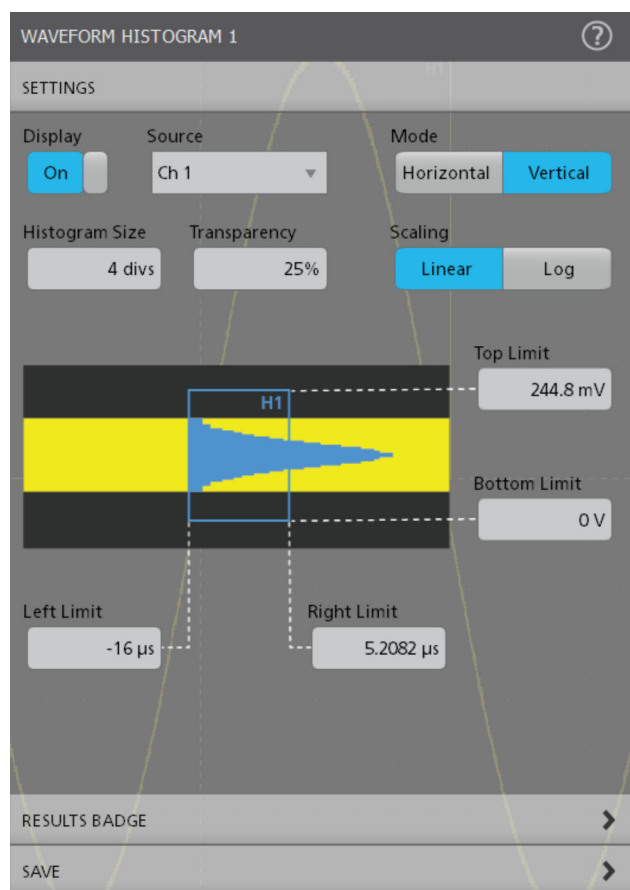 WAVEFORM HISTOGRAM 1 ?
H1
SETTINGS
Display Source Mode
On Ch 1 Horizontal Vertical
Histogram Size Transparency Scaling
4 divs 25% Linear Log
Top Limit
244.8 mV
H1
Bottom Limit
0 V
Left Limit Right Limit
-16 µs 5.2082 µs
RESULTS BADGE
SAVE